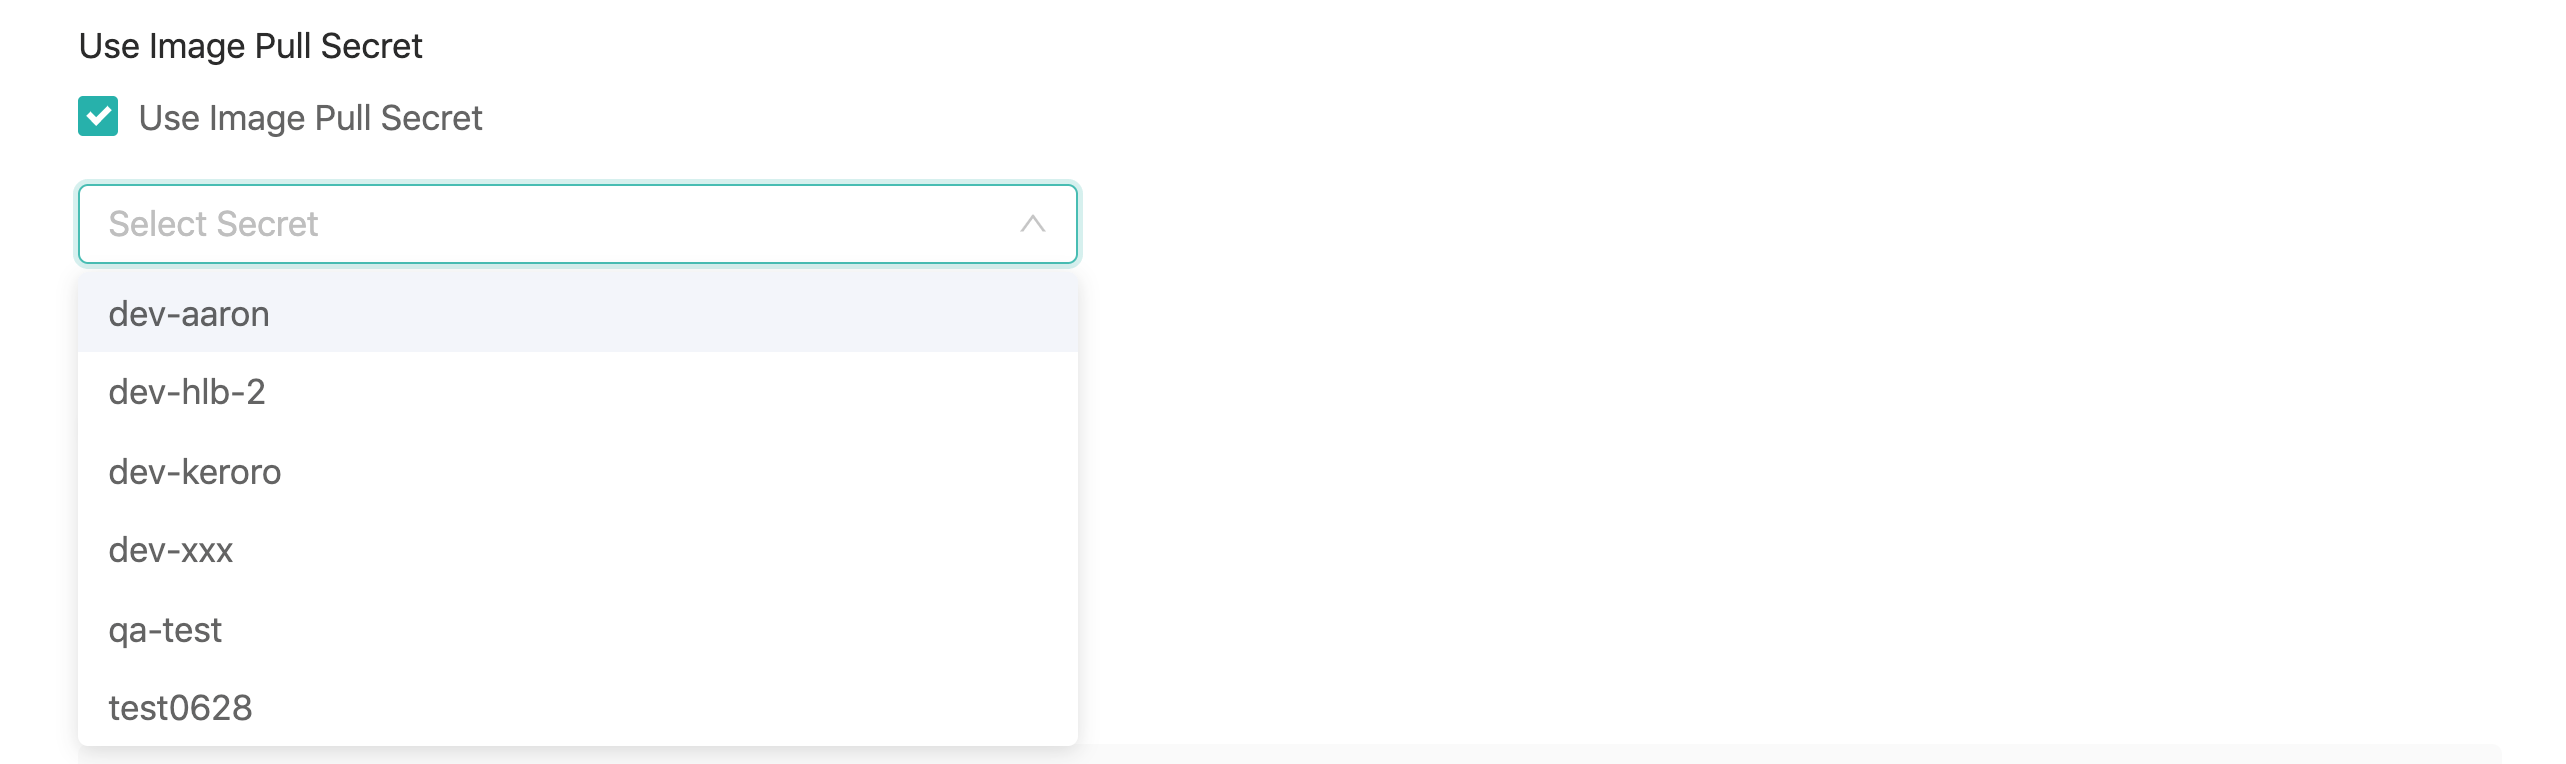 Use Image Pull Secret
Use Image Pull Secret
Select Secret
dev-aaron
dev-hlb-2
dev-keroro
dev-xxx
qa-test
test0628